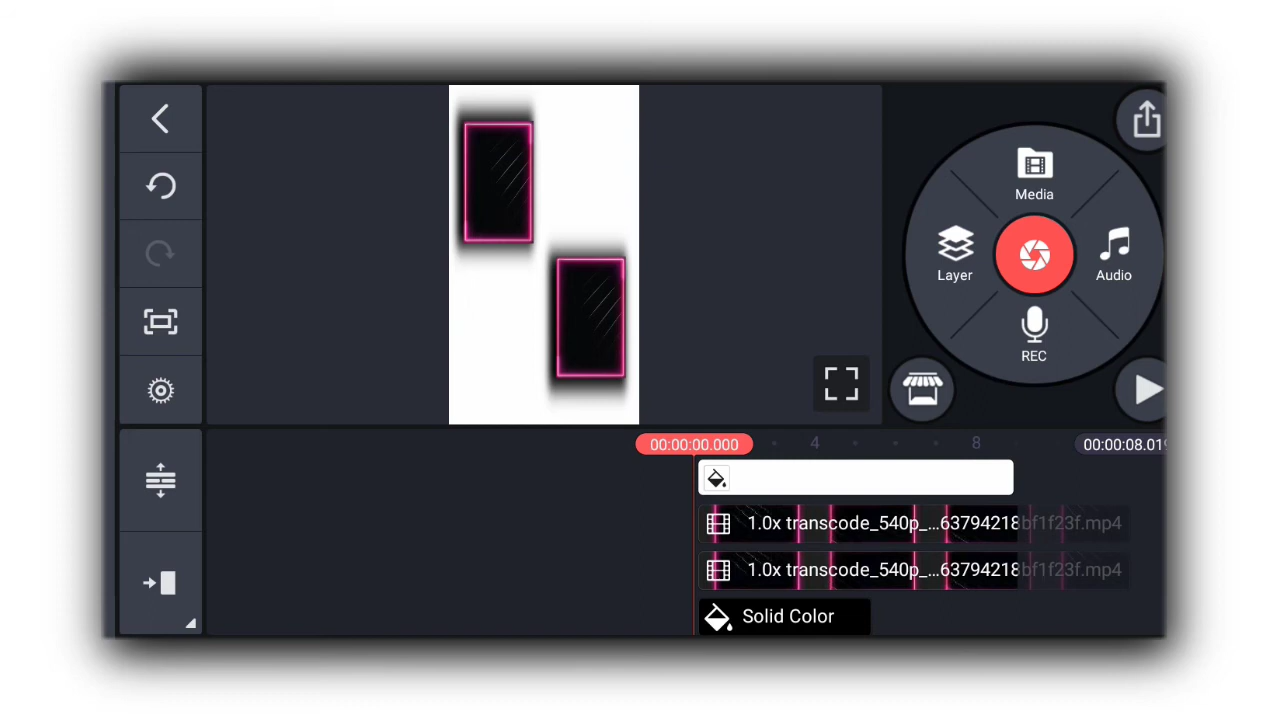 Media
Layer
Audio
REC
00:00:00.000
4
8
00:00:08.019
1.0x transcode_540p_...63794218bf1f23f.mp4
1.0x transcode_540p_...63794218bf1f23f.mp4
Solid Color